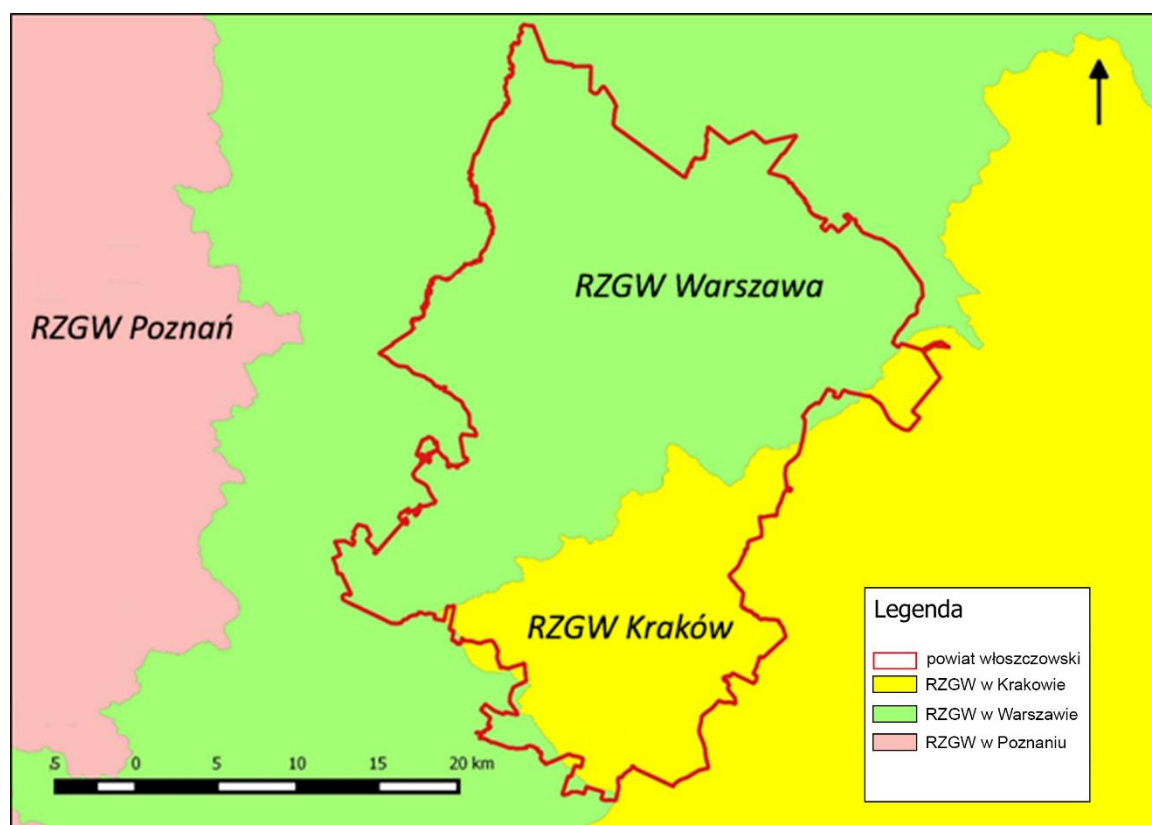 RZGW Warszawa
RZGW Poznań
RZGW Kraków
Legenda
powiat włoszczowski
RZGW w Krakowie
RZGW w Warszawie
RZGW w Poznaniu
5 0 5 10 15 20 km